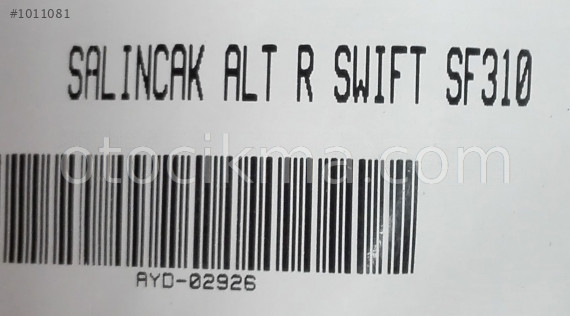 #1011081
SALINCAK ALT R SWIFT SF310
otocikma.com
AYD-02926